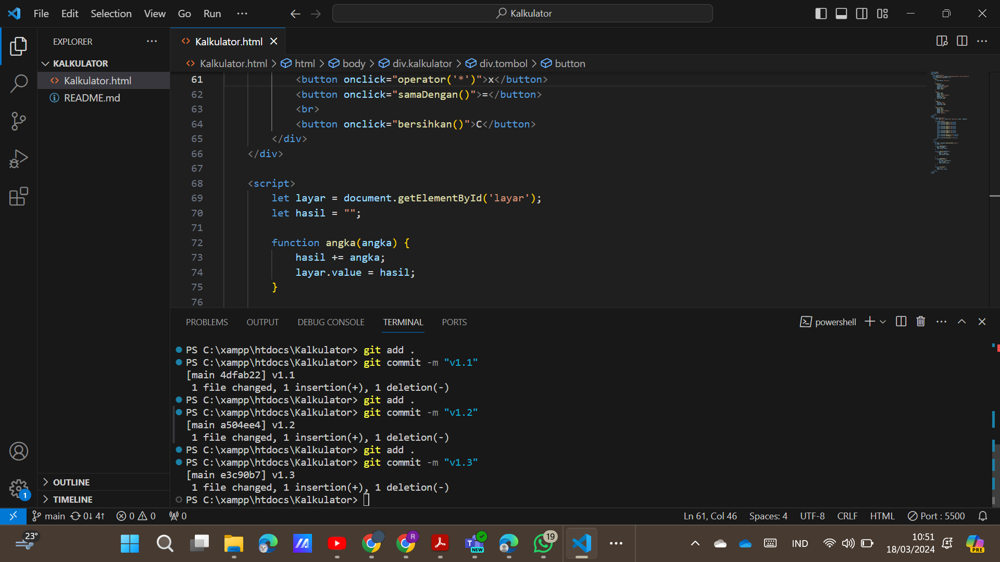 File Edit Selection View Go Run ···
Kalkulator
EXPLORER
KALKULATOR
Kalkulator.html
README.md
OUTLINE
TIMELINE
Kalkulator.html
Kalkulator.html > html > body > div.kalkulator > div.tombol > button
61 <button onclick="operator('*')">x</button>
62 <button onclick="samaDengan()">=</button>
63 <br>
64 <button onclick="bersihkan()">C</button>
65 </div>
66 </div>
67
68 <script>
69 let layar = document.getElementById('layar');
70 let hasil = "";
71
72 function angka(angka) {
73 hasil += angka;
74 layar.value = hasil;
75 }
76
PROBLEMS OUTPUT DEBUG CONSOLE TERMINAL PORTS
powershell
PS C:\xampp\htdocs\Kalkulator> git add .
PS C:\xampp\htdocs\Kalkulator> git commit -m "v1.1"
[main 4dfab22] v1.1
1 file changed, 1 insertion(+), 1 deletion(-)
PS C:\xampp\htdocs\Kalkulator> git add .
PS C:\xampp\htdocs\Kalkulator> git commit -m "v1.2"
[main a504ee4] v1.2
1 file changed, 1 insertion(+), 1 deletion(-)
PS C:\xampp\htdocs\Kalkulator> git add .
PS C:\xampp\htdocs\Kalkulator> git commit -m "v1.3"
[main e3c90b7] v1.3
1 file changed, 1 insertion(+), 1 deletion(-)
PS C:\xampp\htdocs\Kalkulator>
1
main 0↓ 4↑ 0 0 0
Ln 61, Col 46 Spaces: 4 UTF-8 CRLF HTML Port : 5500
23°
R
T
NEW
19
IND
10:51
18/03/2024
PRE